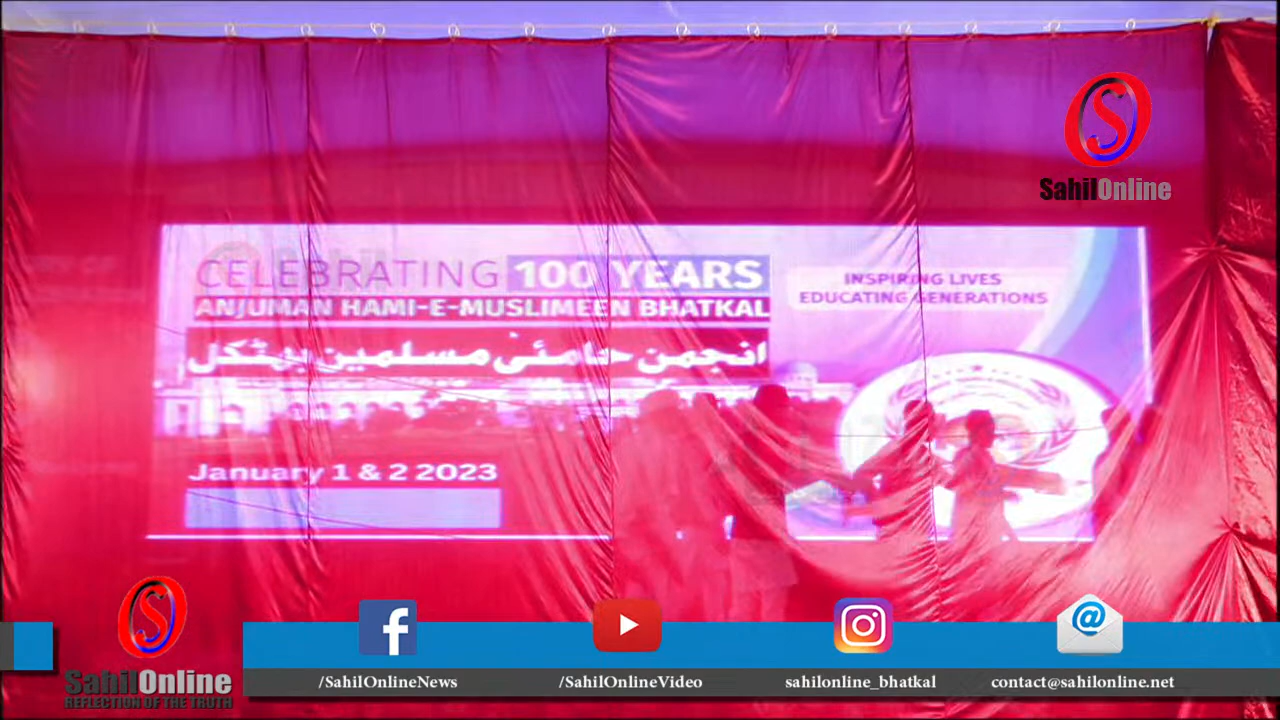 SahilOnline
CELEBRATING 100 YEARS
ANJUMAN HAMI-E-MUSLIMEEN BHATKAL
انجمن حامئی مسلمین بھٹکل
INSPIRING LIVES
EDUCATING GENERATIONS
January 1 & 2 2023
SahilOnline
REFLECTION OF THE TRUTH
/SahilOnlineNews
/SahilOnlineVideo
sahilonline_bhatkal
contact@sahilonline.net